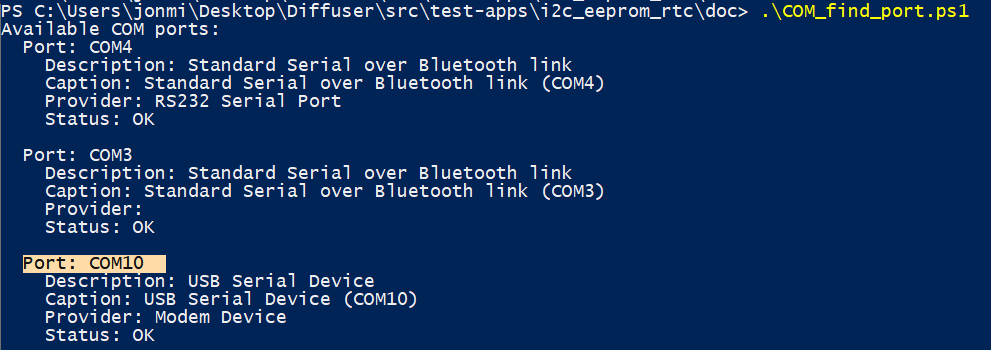 PS C:\Users\jonmi\Desktop\Diffuser\src\test-apps\i2c_eeprom_rtc\doc> .\COM_find_port.ps1
Available COM ports:
  Port: COM4
    Description: Standard Serial over Bluetooth link
    Caption: Standard Serial over Bluetooth link (COM4)
    Provider: RS232 Serial Port
    Status: OK

  Port: COM3
    Description: Standard Serial over Bluetooth link
    Caption: Standard Serial over Bluetooth link (COM3)
    Provider:
    Status: OK

  Port: COM10
    Description: USB Serial Device
    Caption: USB Serial Device (COM10)
    Provider: Modem Device
    Status: OK